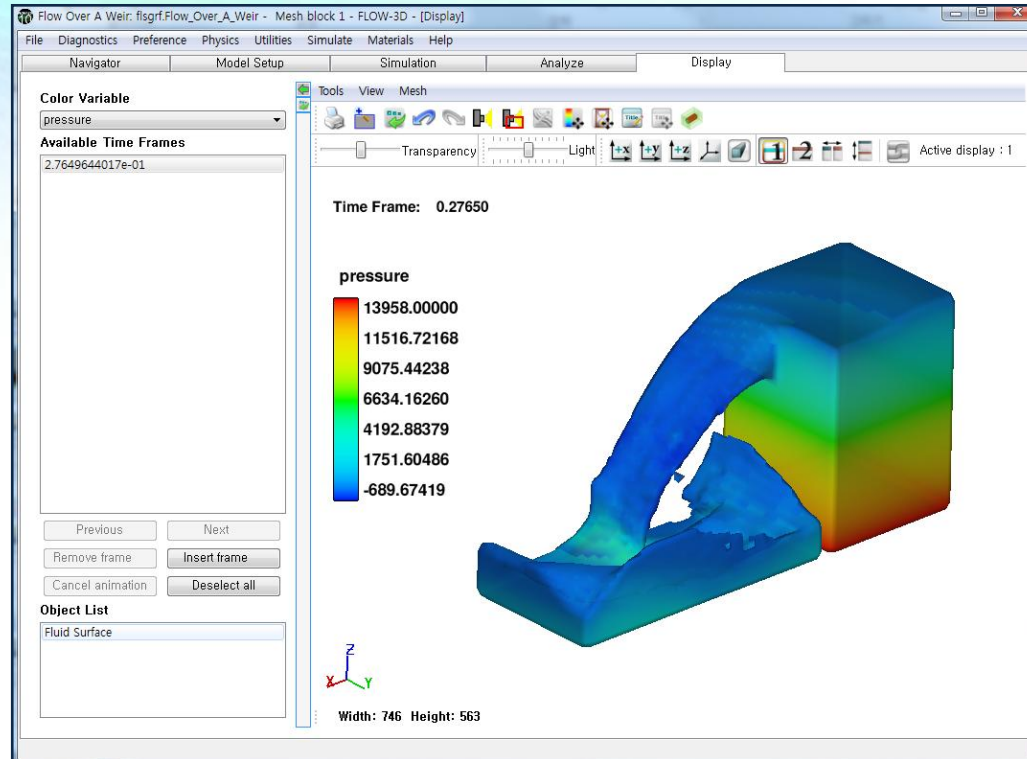 Flow Over A Weir: flsgrf.Flow_Over_A_Weir - Mesh block 1 - FLOW-3D - [Display]
File Diagnostics Preference Physics Utilities Simulate Materials Help
Navigator Model Setup Simulation Analyze Display
Tools View Mesh
Transparency Light +x +y +z 1 2 Active display : 1
Color Variable
pressure
Available Time Frames
2.7649644017e-01
Previous Next
Remove frame Insert frame
Cancel animation Deselect all
Object List
Fluid Surface
Time Frame: 0.27650
pressure
13958.00000
11516.72168
9075.44238
6634.16260
4192.88379
1751.60486
-689.67419
Z
X Y
Width: 746 Height: 563